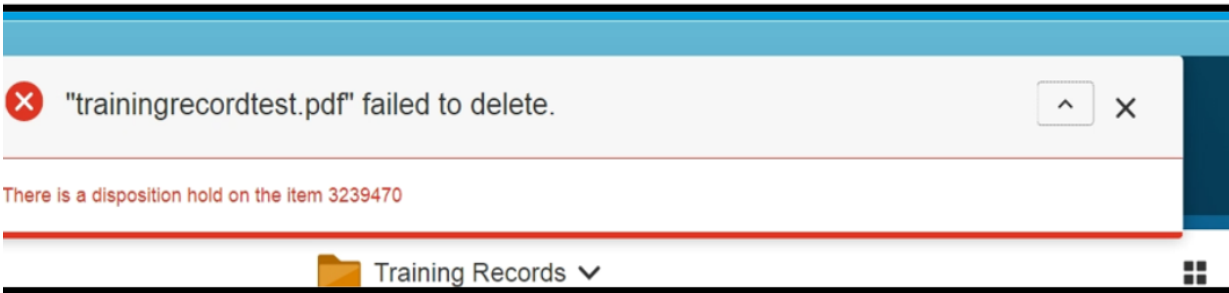 "trainingrecordtest.pdf" failed to delete.
There is a disposition hold on the item 3239470
Training Records